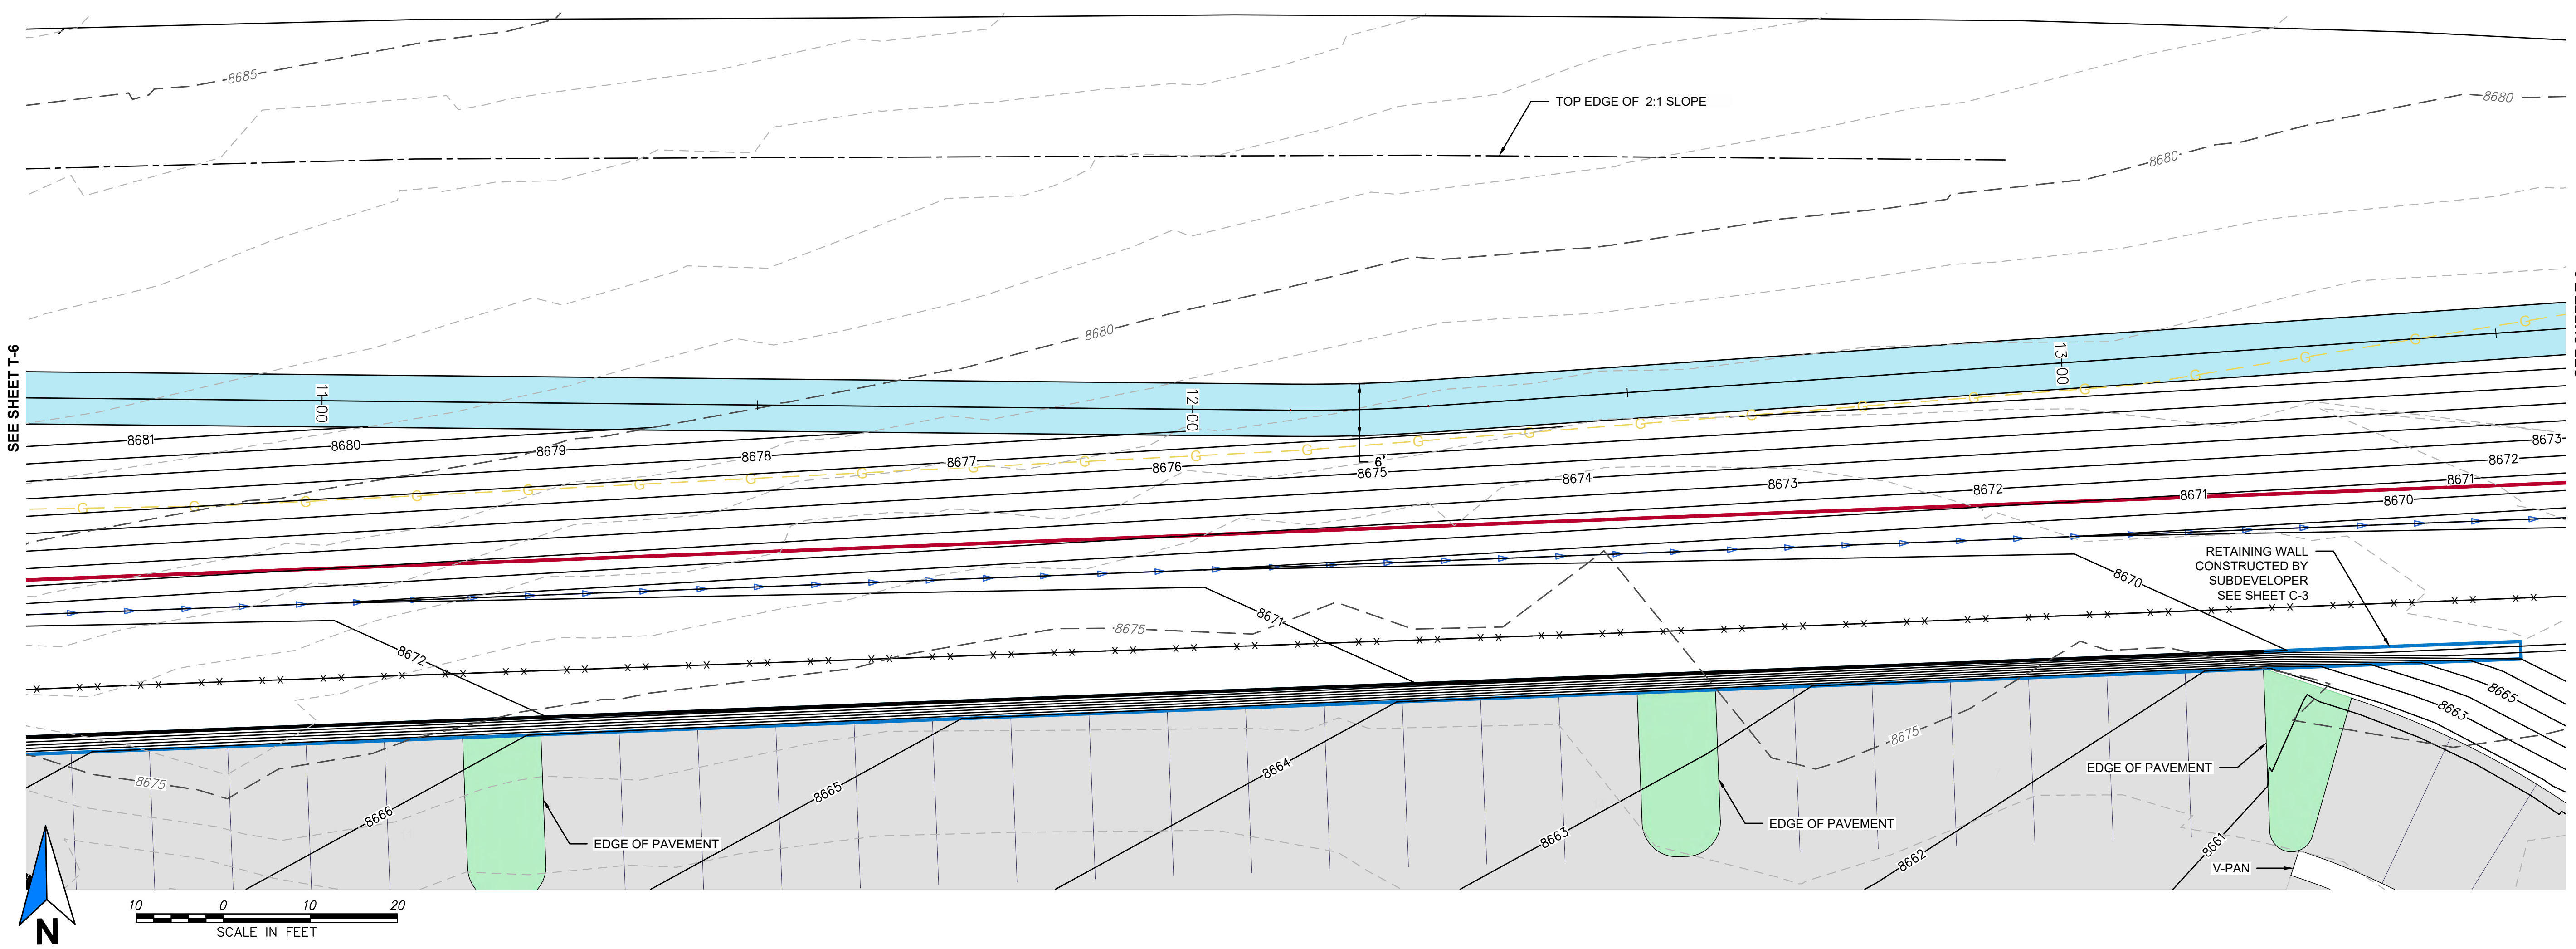 8685
TOP EDGE OF 2:1 SLOPE
8680
8680
8680
SEE SHEET T-6
11+00
12+00
13+00
8681
8680
8679
8678
8677
8676
6'
8675
8674
8673
8672
8671
8670
8673
8672
8671
G G G G G G G G G G G G G G G G G G G G G G G
RETAINING WALL
CONSTRUCTED BY
SUBDEVELOPER
SEE SHEET C-3
8670
8671
8675
8672
8665
8663
8675
8675
8666
8665
8664
8663
8662
8661
EDGE OF PAVEMENT
EDGE OF PAVEMENT
EDGE OF PAVEMENT
V-PAN
N
10 0 10 20
SCALE IN FEET